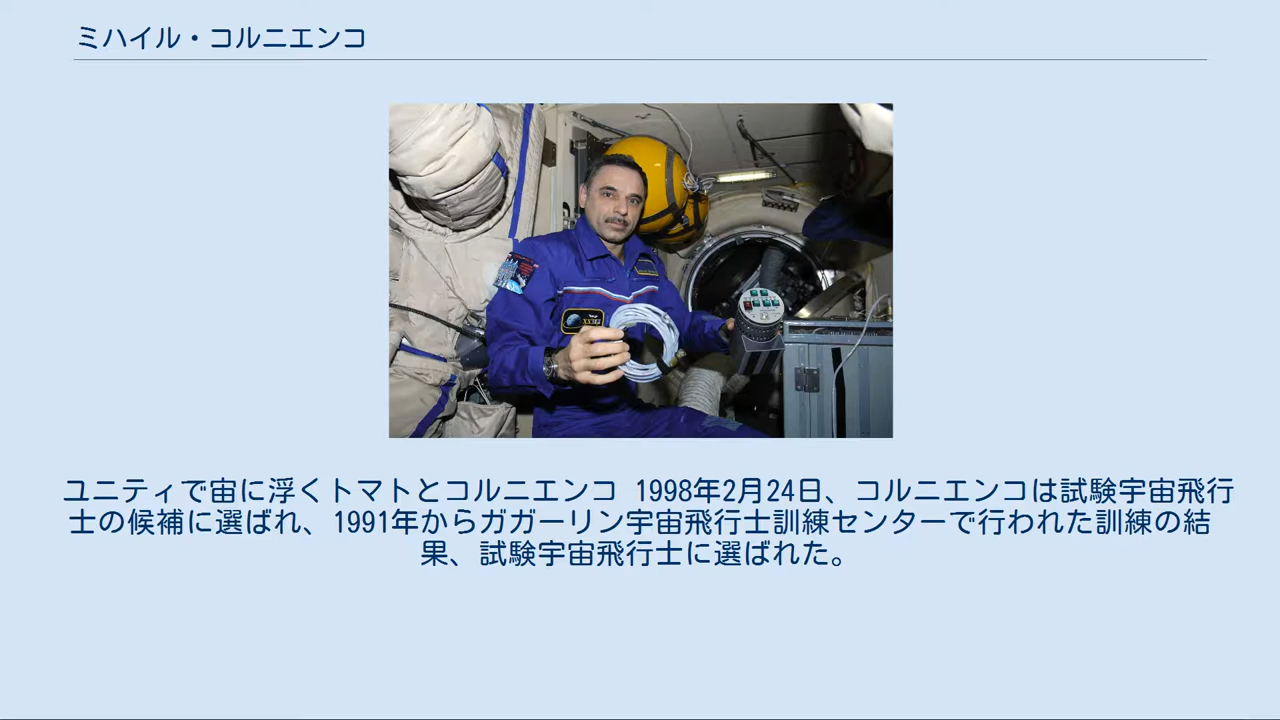 ミハイル・コルニエンコ
ユニティで宙に浮くトマトとコルニエンコ 1998年2月24日、コルニエンコは試験宇宙飛行
士の候補に選ばれ、1991年からガガーリン宇宙飛行士訓練センターで行われた訓練の結
果、試験宇宙飛行士に選ばれた。